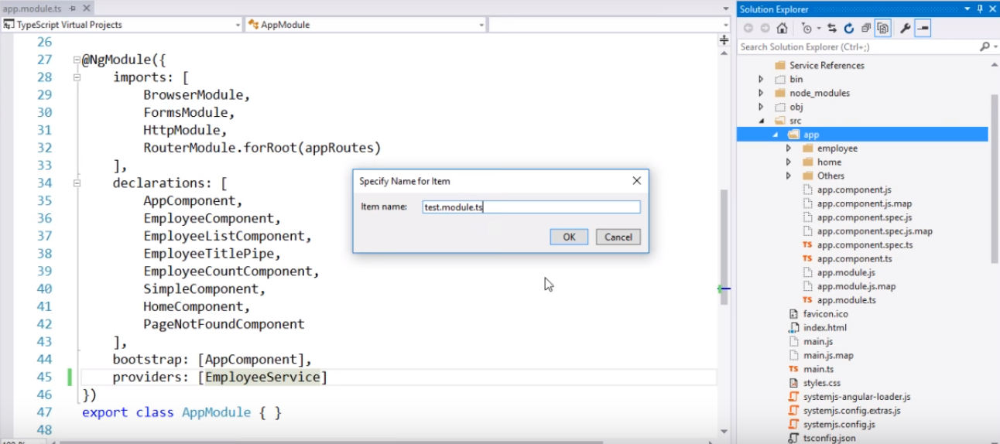 app.module.ts
TypeScript Virtual Projects
AppModule
26
27 @NgModule({
28 imports: [
29 BrowserModule,
30 FormsModule,
31 HttpModule,
32 RouterModule.forRoot(appRoutes)
33 ],
34 declarations: [
35 AppComponent,
36 EmployeeComponent,
37 EmployeeListComponent,
38 EmployeeTitlePipe,
39 EmployeeCountComponent,
40 SimpleComponent,
41 HomeComponent,
42 PageNotFoundComponent
43 ],
44 bootstrap: [AppComponent],
45 providers: [EmployeeService]
46 })
47 export class AppModule { }
48
Specify Name for Item
Item name: test.module.ts
OK Cancel
Solution Explorer
Search Solution Explorer (Ctrl+;)
Service References
bin
node_modules
obj
src
app
employee
home
Others
app.component.js
app.component.js.map
app.component.spec.js
app.component.spec.js.map
TS app.component.spec.ts
TS app.component.ts
app.module.js
app.module.js.map
TS app.module.ts
favicon.ico
index.html
main.js
main.js.map
TS main.ts
styles.css
systemjs-angular-loader.js
systemjs.config.extras.js
systemjs.config.js
tsconfig.json